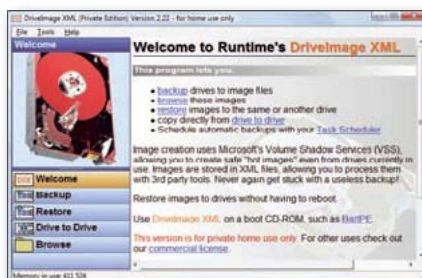 DriveImage XML (Private Edition) Version 2.22 - for home use only
File Tools Help
Welcome
Welcome to Runtime's DriveImage XML
This program lets you:
backup drives to image files
browse these images
restore images to the same or another drive
copy directly from drive to drive
Schedule automatic backups with your Task Scheduler
Image creation uses Microsoft's Volume Shadow Services (VSS),
allowing you to create safe "hot images" even from drives currently in
use. Images are stored in XML files, allowing you to process them
with 3rd party tools. Never again get stuck with a useless backup!
Restore images to drives without having to reboot.
Use DriveImage XML on a boot CD-ROM, such as BartPE.
This version is for private home use only. For other uses check out
our commercial license.
Welcome
Backup
Restore
Drive to Drive
Browse
Memory in use 411 524